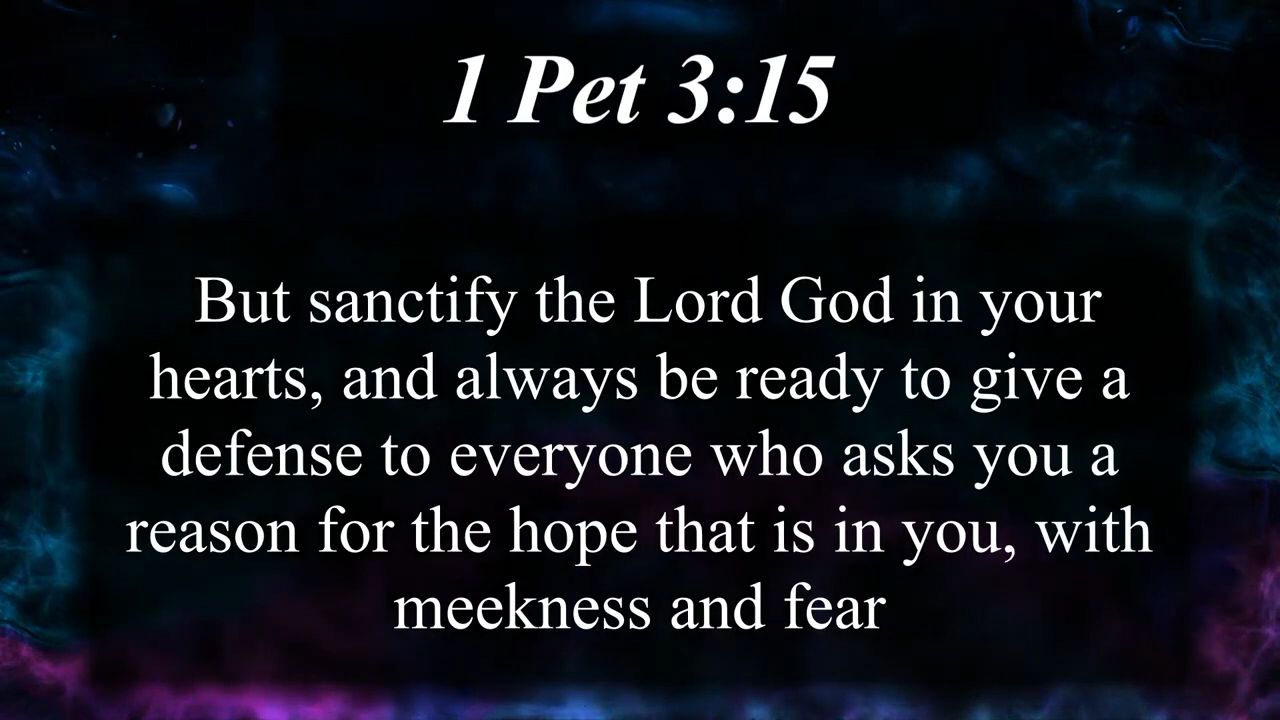 1 Pet 3:15
But sanctify the Lord God in your
hearts, and always be ready to give a
defense to everyone who asks you a
reason for the hope that is in you, with
meekness and fear